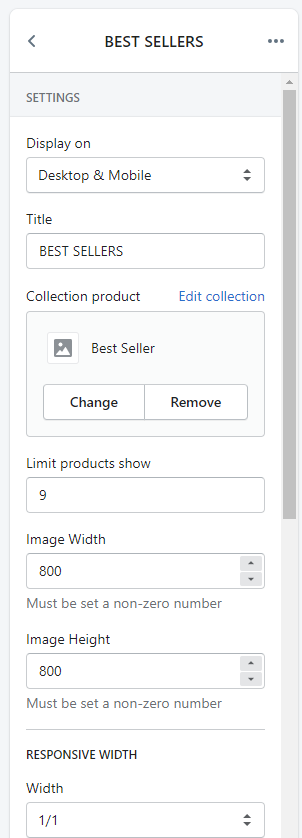 BEST SELLERS
SETTINGS
Display on
Desktop & Mobile
Title
BEST SELLERS
Collection product Edit collection
Best Seller
Change Remove
Limit products show
9
Image Width
800
Must be set a non-zero number
Image Height
800
Must be set a non-zero number
RESPONSIVE WIDTH
Width
1/1